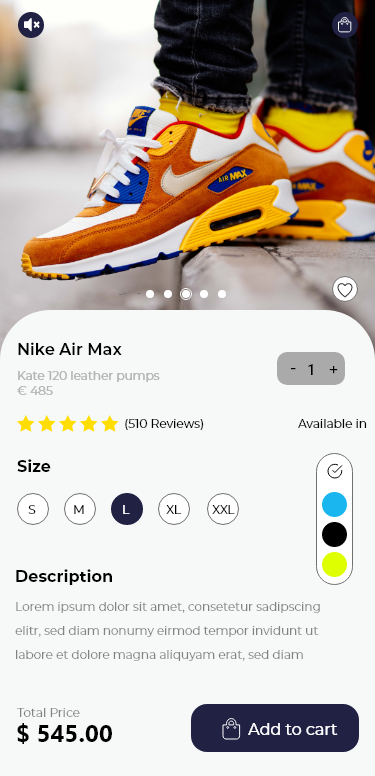 AIR MAX
Nike Air Max
Kate 120 leather pumps
€ 485
- 1 +
(510 Reviews)
Available in
Size
S M L XL XXL
Description
Lorem ipsum dolor sit amet, consetetur sadipscing
elitr, sed diam nonumy eirmod tempor invidunt ut
labore et dolore magna aliquyam erat, sed diam
Total Price
$ 545.00
Add to cart